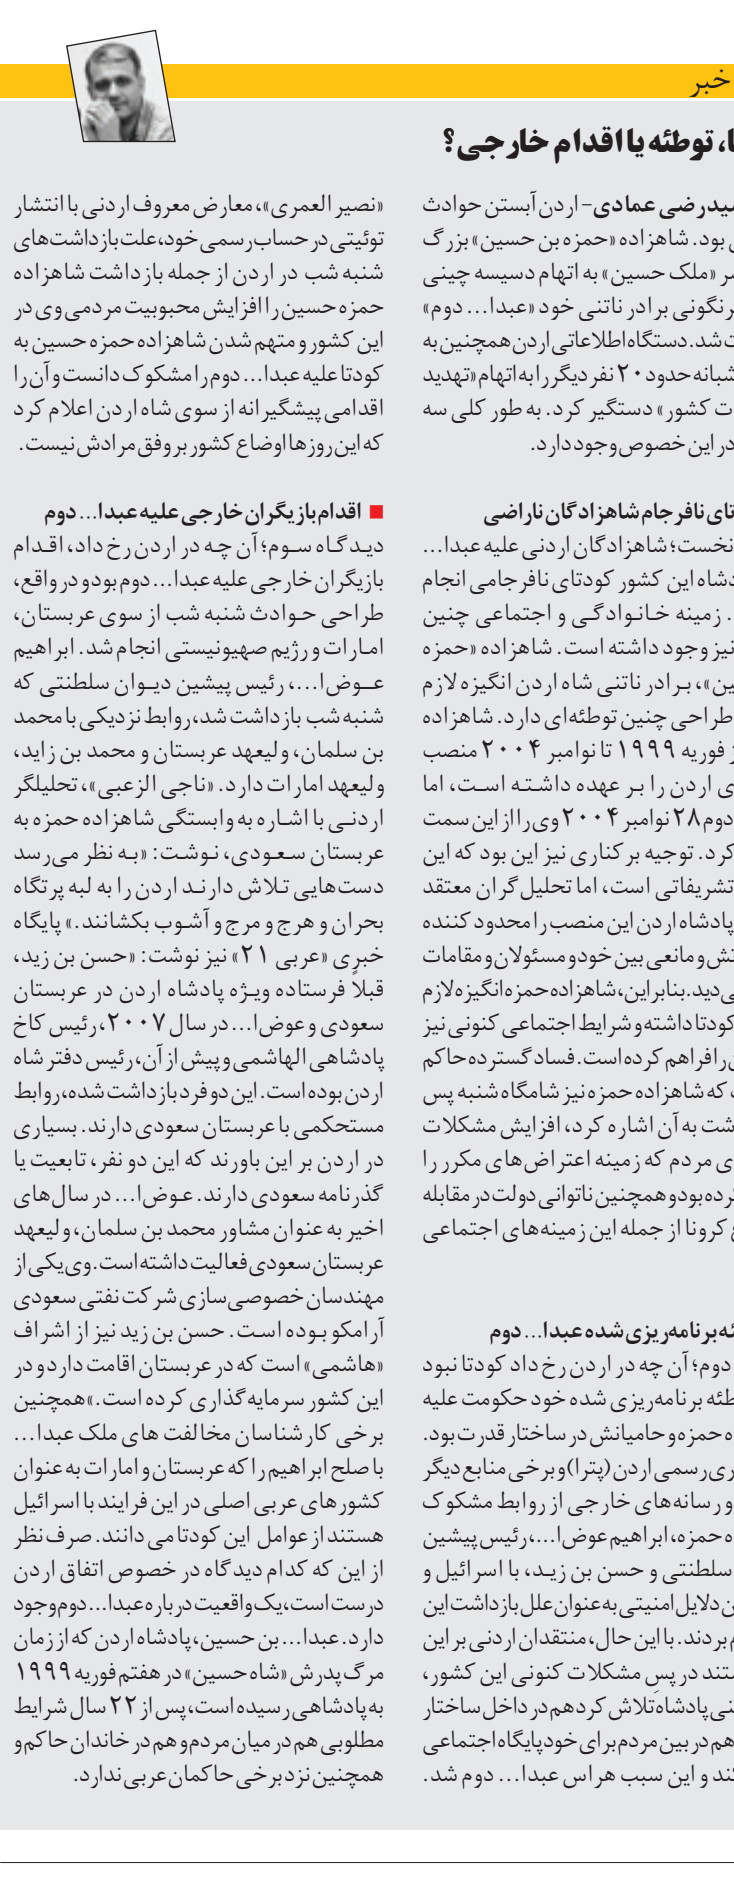 خبر
توطئه یا اقدام خارجی؟
سیدرضی عمادی- اردن آبستن حوادث
بود. شاهزاده «حمزه بن حسین» بزرگ
«ملک حسین» به اتهام دسیسه چینی
برادر ناتنی خود «عبدا... دوم»
شد. دستگاه اطلاعاتی اردن همچنین به
شبانه حدود ۲۰ نفر دیگر را به اتهام «تهدید
کشور» دستگیر کرد. به طور کلی سه
در این خصوص وجود دارد.
نافرجام شاهزادگان ناراضی
نخست؛ شاهزادگان اردنی علیه عبدا...
این کشور کودتای نافرجامی انجام
. زمینه خانوادگی و اجتماعی چنین
نیز وجود داشته است. شاهزاده «حمزه
برادر ناتنی شاه اردن انگیزه لازم
طراحی چنین توطئه‌ای دارد. شاهزاده
فوریه ۱۹۹۹ تا نوامبر ۲۰۰۴ منصب
اردن را بر عهده داشته است، اما
دوم ۲۸ نوامبر ۲۰۰۴ وی را از این سمت
کرد. توجیه برکناری نیز این بود که این
تشریفاتی است، اما تحلیل گران معتقد
پادشاه اردن این منصب را محدود کننده
و مانعی بین خود و مسئولان و مقامات
بنابراین، شاهزاده حمزه انگیزه لازم
کودتا داشته و شرایط اجتماعی کنونی نیز
را فراهم کرده است. فساد گسترده حاکم
که شاهزاده حمزه نیز شامگاه شنبه پس
به آن اشاره کرد، افزایش مشکلات
مردم که زمینه اعتراض‌های مکرر را
کرده بود و همچنین ناتوانی دولت در مقابله
کرونا از جمله این زمینه‌های اجتماعی
برنامه‌ریزی شده عبدا... دوم
دوم؛ آن چه در اردن رخ داد کودتا نبود
برنامه‌ریزی شده خود حکومت علیه
حمزه و حامیانش در ساختار قدرت بود.
رسمی اردن (پترا) و برخی منابع دیگر
و رسانه‌های خارجی از روابط مشکوک
حمزه، ابراهیم عوض‌ا...، رئیس پیشین
سلطنتی و حسن بن زید، با اسرائیل و
دلایل امنیتی به عنوان علل بازداشت این
بردند. با این حال، منتقدان اردنی بر این
در پسِ مشکلات کنونی این کشور،
پادشاه تلاش کرد هم در داخل ساختار
هم در بین مردم برای خود پایگاه اجتماعی
و این سبب هراس عبدا... دوم شد.
«نصیر العمری»، معارض معروف اردنی با انتشار
توئیتی در حساب رسمی خود، علت بازداشت‌های
شنبه شب در اردن از جمله بازداشت شاهزاده
حمزه حسین را افزایش محبوبیت مردمی وی در
این کشور و متهم شدن شاهزاده حمزه حسین به
کودتا علیه عبدا... دوم را مشکوک دانست و آن را
اقدامی پیشگیرانه از سوی شاه اردن اعلام کرد
که این روزها اوضاع کشور بر وفق مرادش نیست.
■ اقدام بازیگران خارجی علیه عبدا... دوم
دیدگاه سوم؛ آن چه در اردن رخ داد، اقدام
بازیگران خارجی علیه عبدا... دوم بود و در واقع،
طراحی حوادث شنبه شب از سوی عربستان،
امارات و رژیم صهیونیستی انجام شد. ابراهیم
عوض‌ا...، رئیس پیشین دیوان سلطنتی که
شنبه شب بازداشت شد، روابط نزدیکی با محمد
بن سلمان، ولیعهد عربستان و محمد بن زاید،
ولیعهد امارات دارد. «ناجی الزعبی»، تحلیلگر
اردنی با اشاره به وابستگی شاهزاده حمزه به
عربستان سعودی، نوشت: «به نظر می‌رسد
دست‌هایی تلاش دارند اردن را به لبه پرتگاه
بحران و هرج و مرج و آشوب بکشانند.» پایگاه
خبریِ «عربی ۲۱» نیز نوشت: «حسن بن زید،
قبلاً فرستاده ویژه پادشاه اردن در عربستان
سعودی و عوض‌ا... در سال ۲۰۰۷، رئیس کاخ
پادشاهی الهاشمی و پیش از آن، رئیس دفتر شاه
اردن بوده است. این دو فرد بازداشت شده، روابط
مستحکمی با عربستان سعودی دارند. بسیاری
در اردن بر این باورند که این دو نفر، تابعیت یا
گذرنامه سعودی دارند. عوض‌ا... در سال‌های
اخیر به عنوان مشاور محمد بن سلمان، ولیعهد
عربستان سعودی فعالیت داشته است. وی یکی از
مهندسان خصوصی سازی شرکت نفتی سعودی
آرامکو بوده است. حسن بن زید نیز از اشراف
«هاشمی» است که در عربستان اقامت دارد و در
این کشور سرمایه گذاری کرده است.» همچنین
برخی کارشناسان مخالفت های ملک عبدا...
با صلح ابراهیم را که عربستان و امارات به عنوان
کشورهای عربی اصلی در این فرایند با اسرائیل
هستند از عوامل این کودتا می دانند. صرف نظر
از این که کدام دیدگاه در خصوص اتفاق اردن
درست است، یک واقعیت درباره عبدا... دوم وجود
دارد. عبدا... بن حسین، پادشاه اردن که از زمان
مرگ پدرش «شاه حسین» در هفتم فوریه ۱۹۹۹
به پادشاهی رسیده است، پس از ۲۲ سال شرایط
مطلوبی هم در میان مردم و هم در خاندان حاکم و
همچنین نزد برخی حاکمان عربی ندارد.